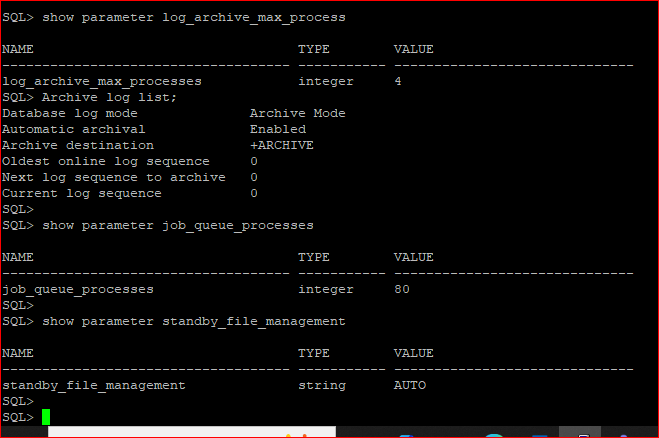 SQL> show parameter log_archive_max_process
NAME                                 TYPE        VALUE
------------------------------------ ----------- ------------------------------
log_archive_max_processes            integer     4
SQL> Archive log list;
Database log mode              Archive Mode
Automatic archival             Enabled
Archive destination            +ARCHIVE
Oldest online log sequence     0
Next log sequence to archive   0
Current log sequence           0
SQL>
SQL> show parameter job_queue_processes
NAME                                 TYPE        VALUE
------------------------------------ ----------- ------------------------------
job_queue_processes                  integer     80
SQL>
SQL> show parameter standby_file_management
NAME                                 TYPE        VALUE
------------------------------------ ----------- ------------------------------
standby_file_management              string      AUTO
SQL>
SQL>